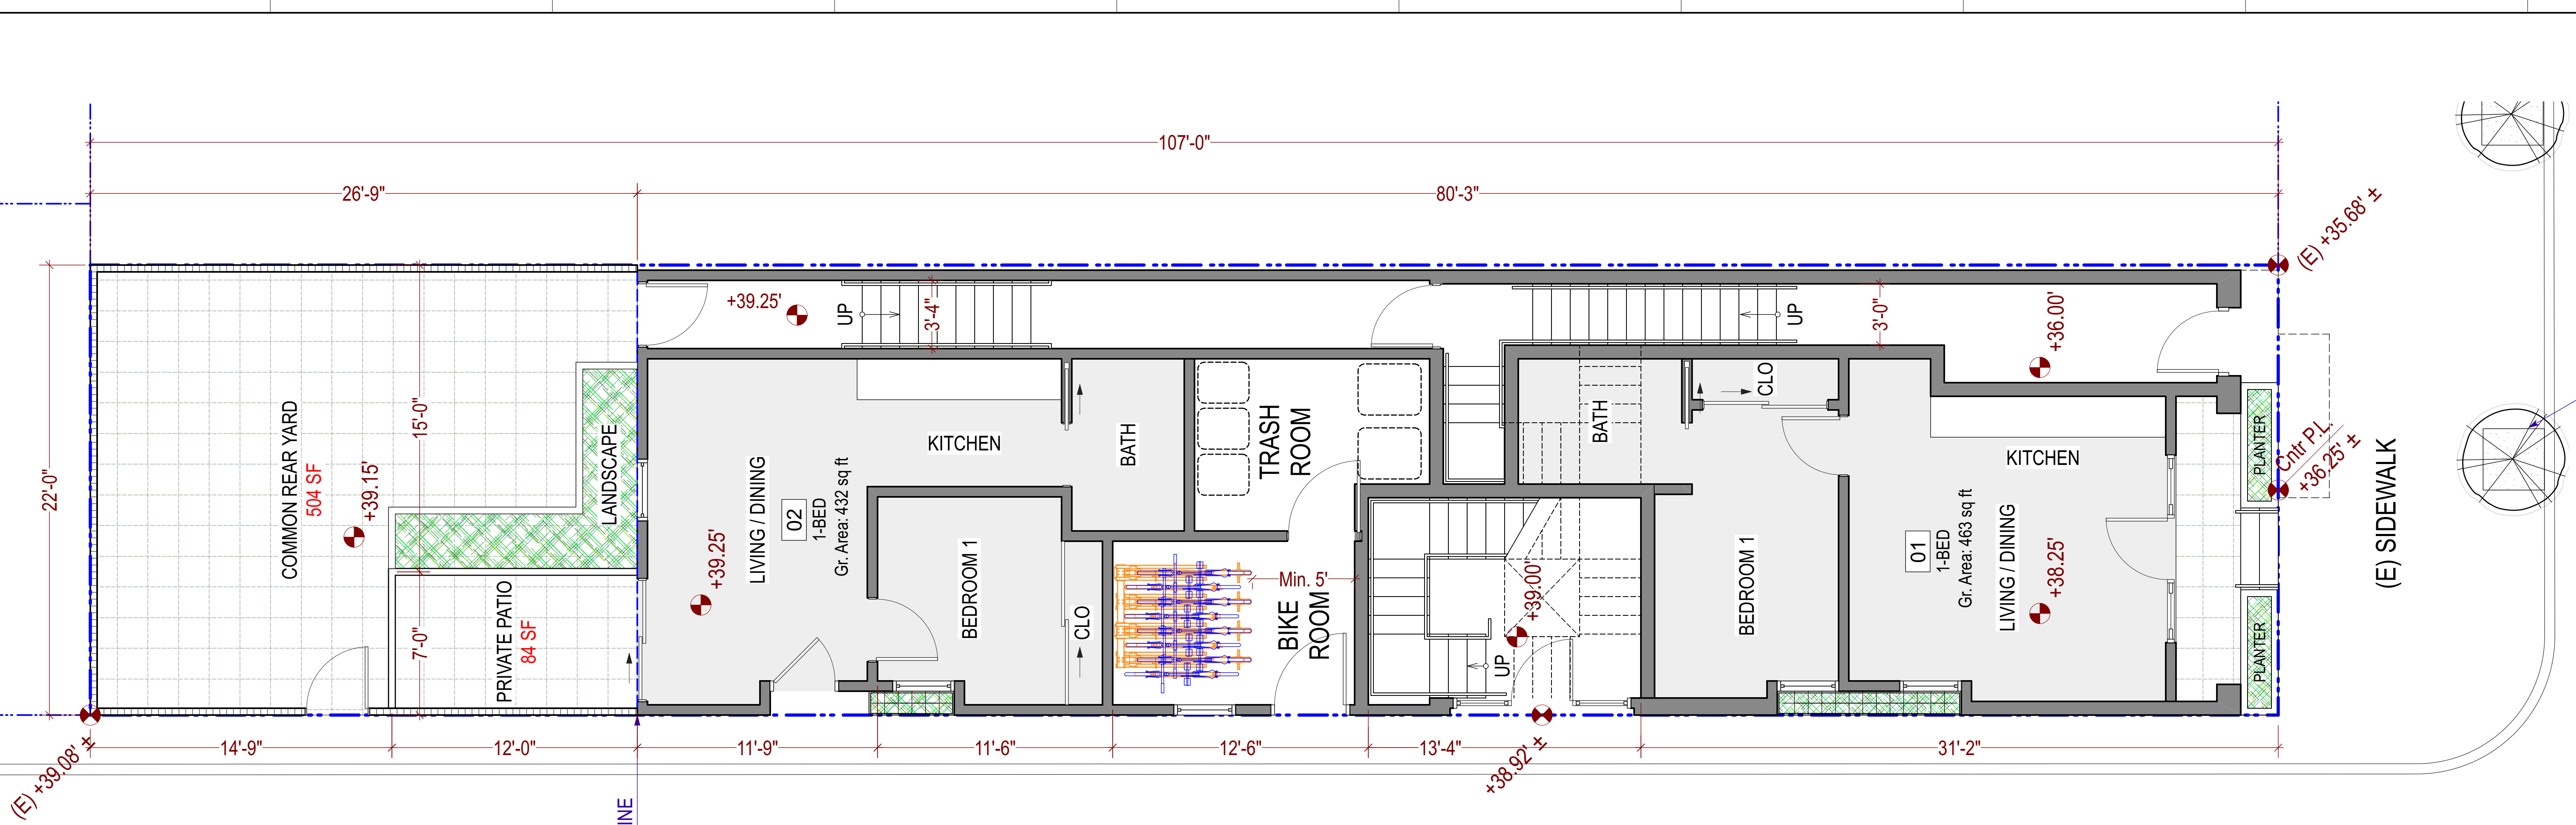 107'-0"
26'-9"
80'-3"
(E) +35.68' ±
22'-0"
COMMON REAR YARD
504 SF
+39.15'
15'-0"
7'-0"
LANDSCAPE
PRIVATE PATIO
84 SF
+39.25'
UP
3'-4"
KITCHEN
BATH
LIVING / DINING
02
1-BED
Gr. Area: 432 sq ft
+39.25'
BEDROOM 1
CLO
TRASH
ROOM
Min. 5'
BIKE
ROOM
UP
3'-0"
+36.00'
BATH
CLO
+39.00'
UP
BEDROOM 1
KITCHEN
01
1-BED
Gr. Area: 463 sq ft
LIVING / DINING
+38.25'
PLANTER
PLANTER
Cntr P.L.
+36.25' ±
(E) SIDEWALK
14'-9"
12'-0"
11'-9"
11'-6"
12'-6"
13'-4"
31'-2"
(E) +39.08' ±
+38.92' ±
INE